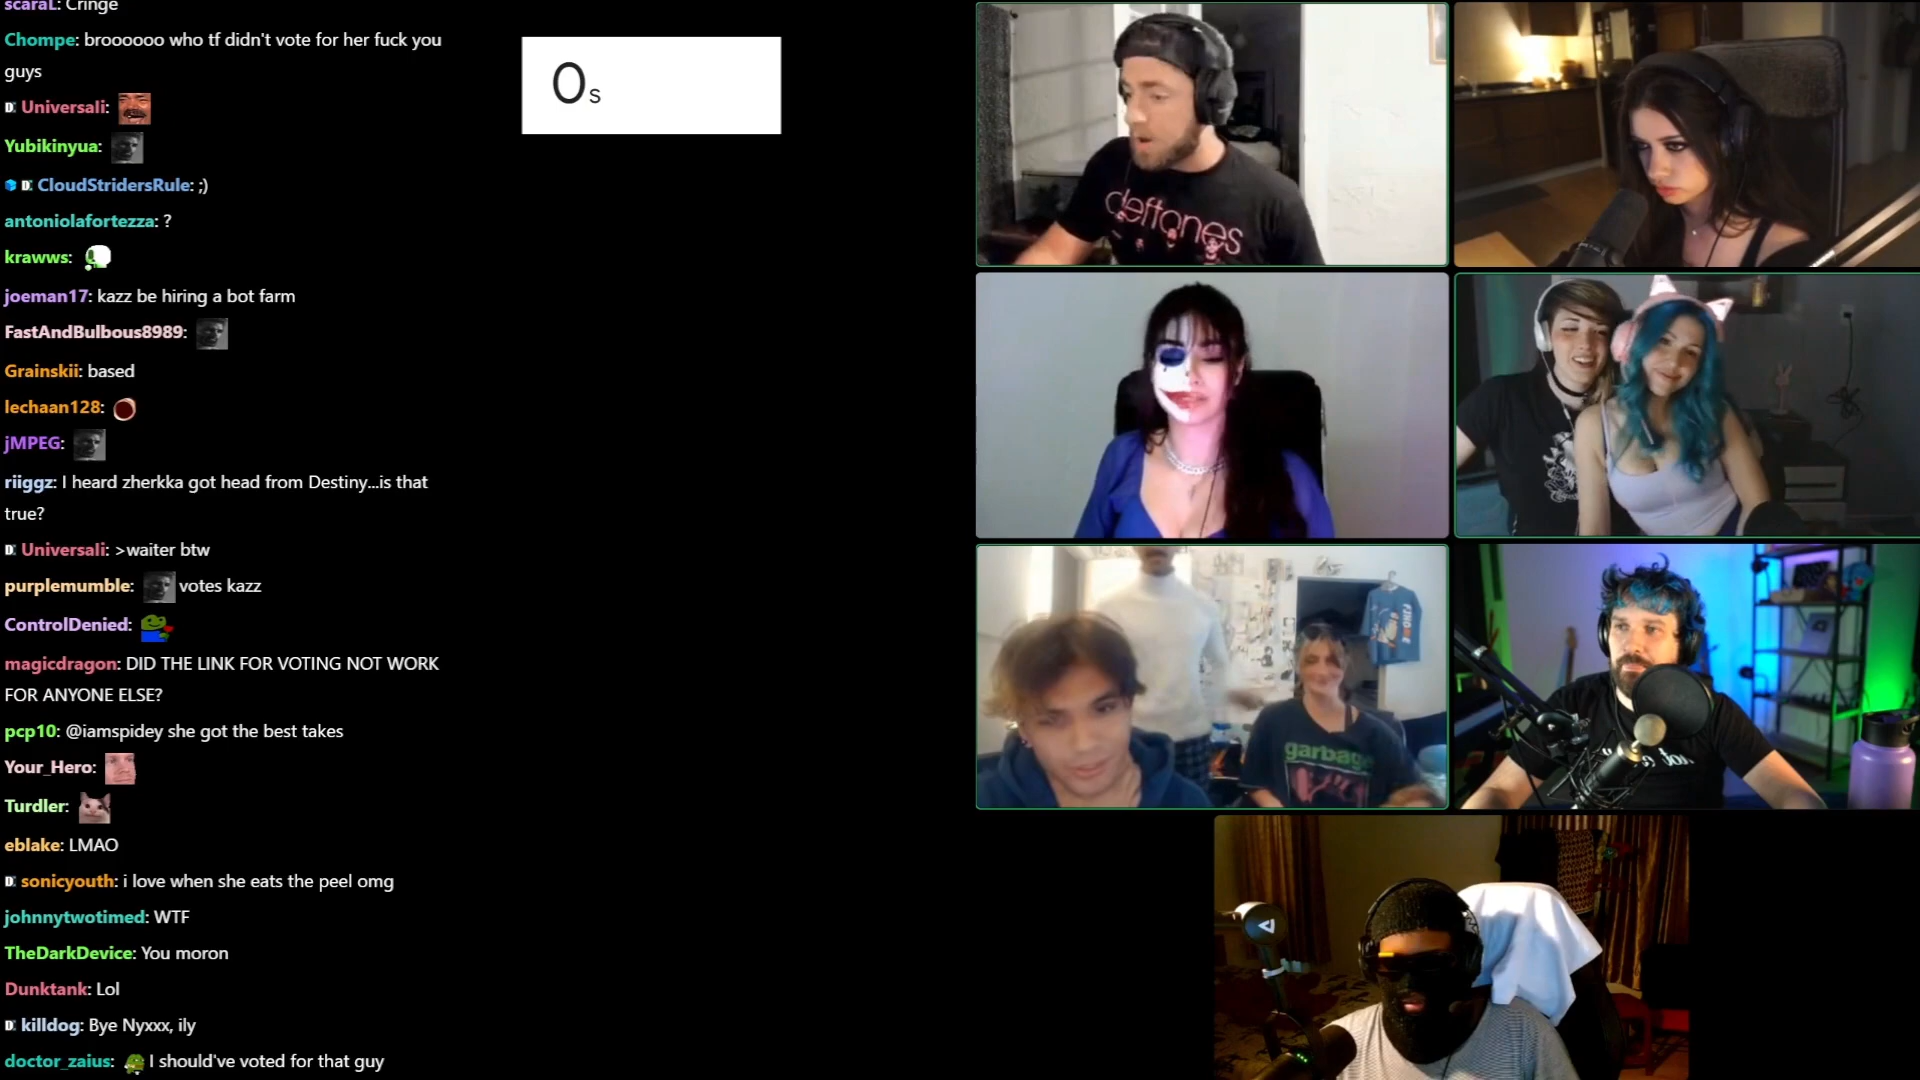 scaraL: Cringe
Chompe: broooooo who tf didn't vote for her fuck you
guys
Universali:
Yubikinyua:
CloudStridersRule: ;)
antoniolafortezza: ?
krawws:
joeman17: kazz be hiring a bot farm
FastAndBulbous8989:
Grainskii: based
lechaan128:
jMPEG:
riiggz: I heard zherkka got head from Destiny...is that
true?
Universali: >waiter btw
purplemumble: votes kazz
ControlDenied:
magicdragon: DID THE LINK FOR VOTING NOT WORK
FOR ANYONE ELSE?
pcp10: @iamspidey she got the best takes
Your_Hero:
Turdler:
eblake: LMAO
sonicyouth: i love when she eats the peel omg
johnnytwotimed: WTF
TheDarkDevice: You moron
Dunktank: Lol
killdog: Bye Nyxxx, ily
doctor_zaius: I should've voted for that guy
0s
deftones
garbage